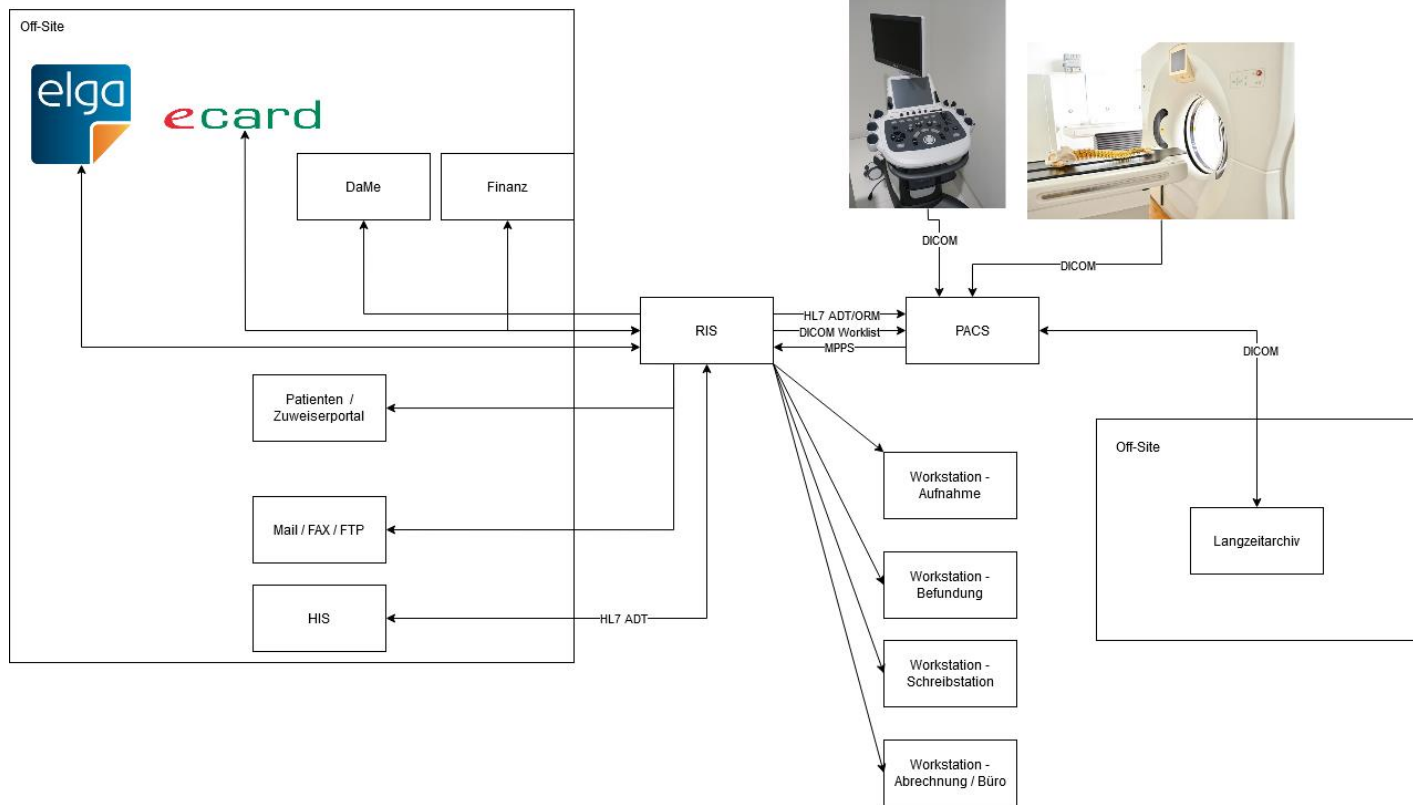 Off-Site
elga
ecard
DaMe
Finanz
DICOM
DICOM
RIS
HL7 ADT/ORM
DICOM Worklist
MPPS
PACS
DICOM
Patienten /
Zuweiserportal
Off-Site
Workstation -
Aufnahme
Mail / FAX / FTP
Langzeitarchiv
Workstation -
Befundung
HIS
HL7 ADT
Workstation -
Schreibstation
Workstation -
Abrechnung / Büro